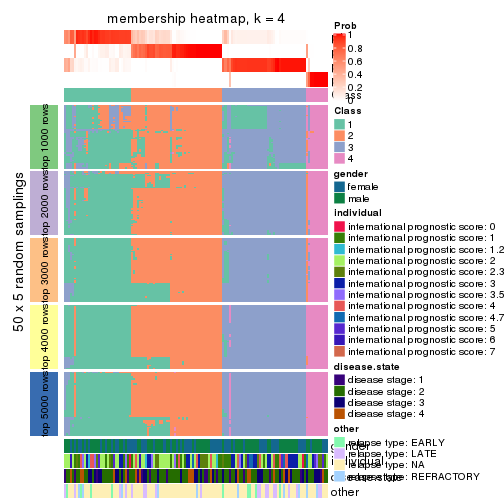 membership heatmap, k = 4
50 x 5 random samplings
top 1000 rows
top 2000 rows
top 3000 rows
top 4000 rows
top 5000 rows
Prob
1
0.8
0.6
0.4
0.2
0
Class
1
2
3
4
gender
female
male
individual
international prognostic score: 0
international prognostic score: 1
international prognostic score: 1.2
international prognostic score: 2
international prognostic score: 2.3
international prognostic score: 3
international prognostic score: 3.5
international prognostic score: 4
international prognostic score: 4.7
international prognostic score: 5
international prognostic score: 6
international prognostic score: 7
disease.state
disease stage: 1
disease stage: 2
disease stage: 3
disease stage: 4
other
relapse type: EARLY
relapse type: LATE
relapse type: NA
relapse type: REFRACTORY
gender
individual
disease.state
other